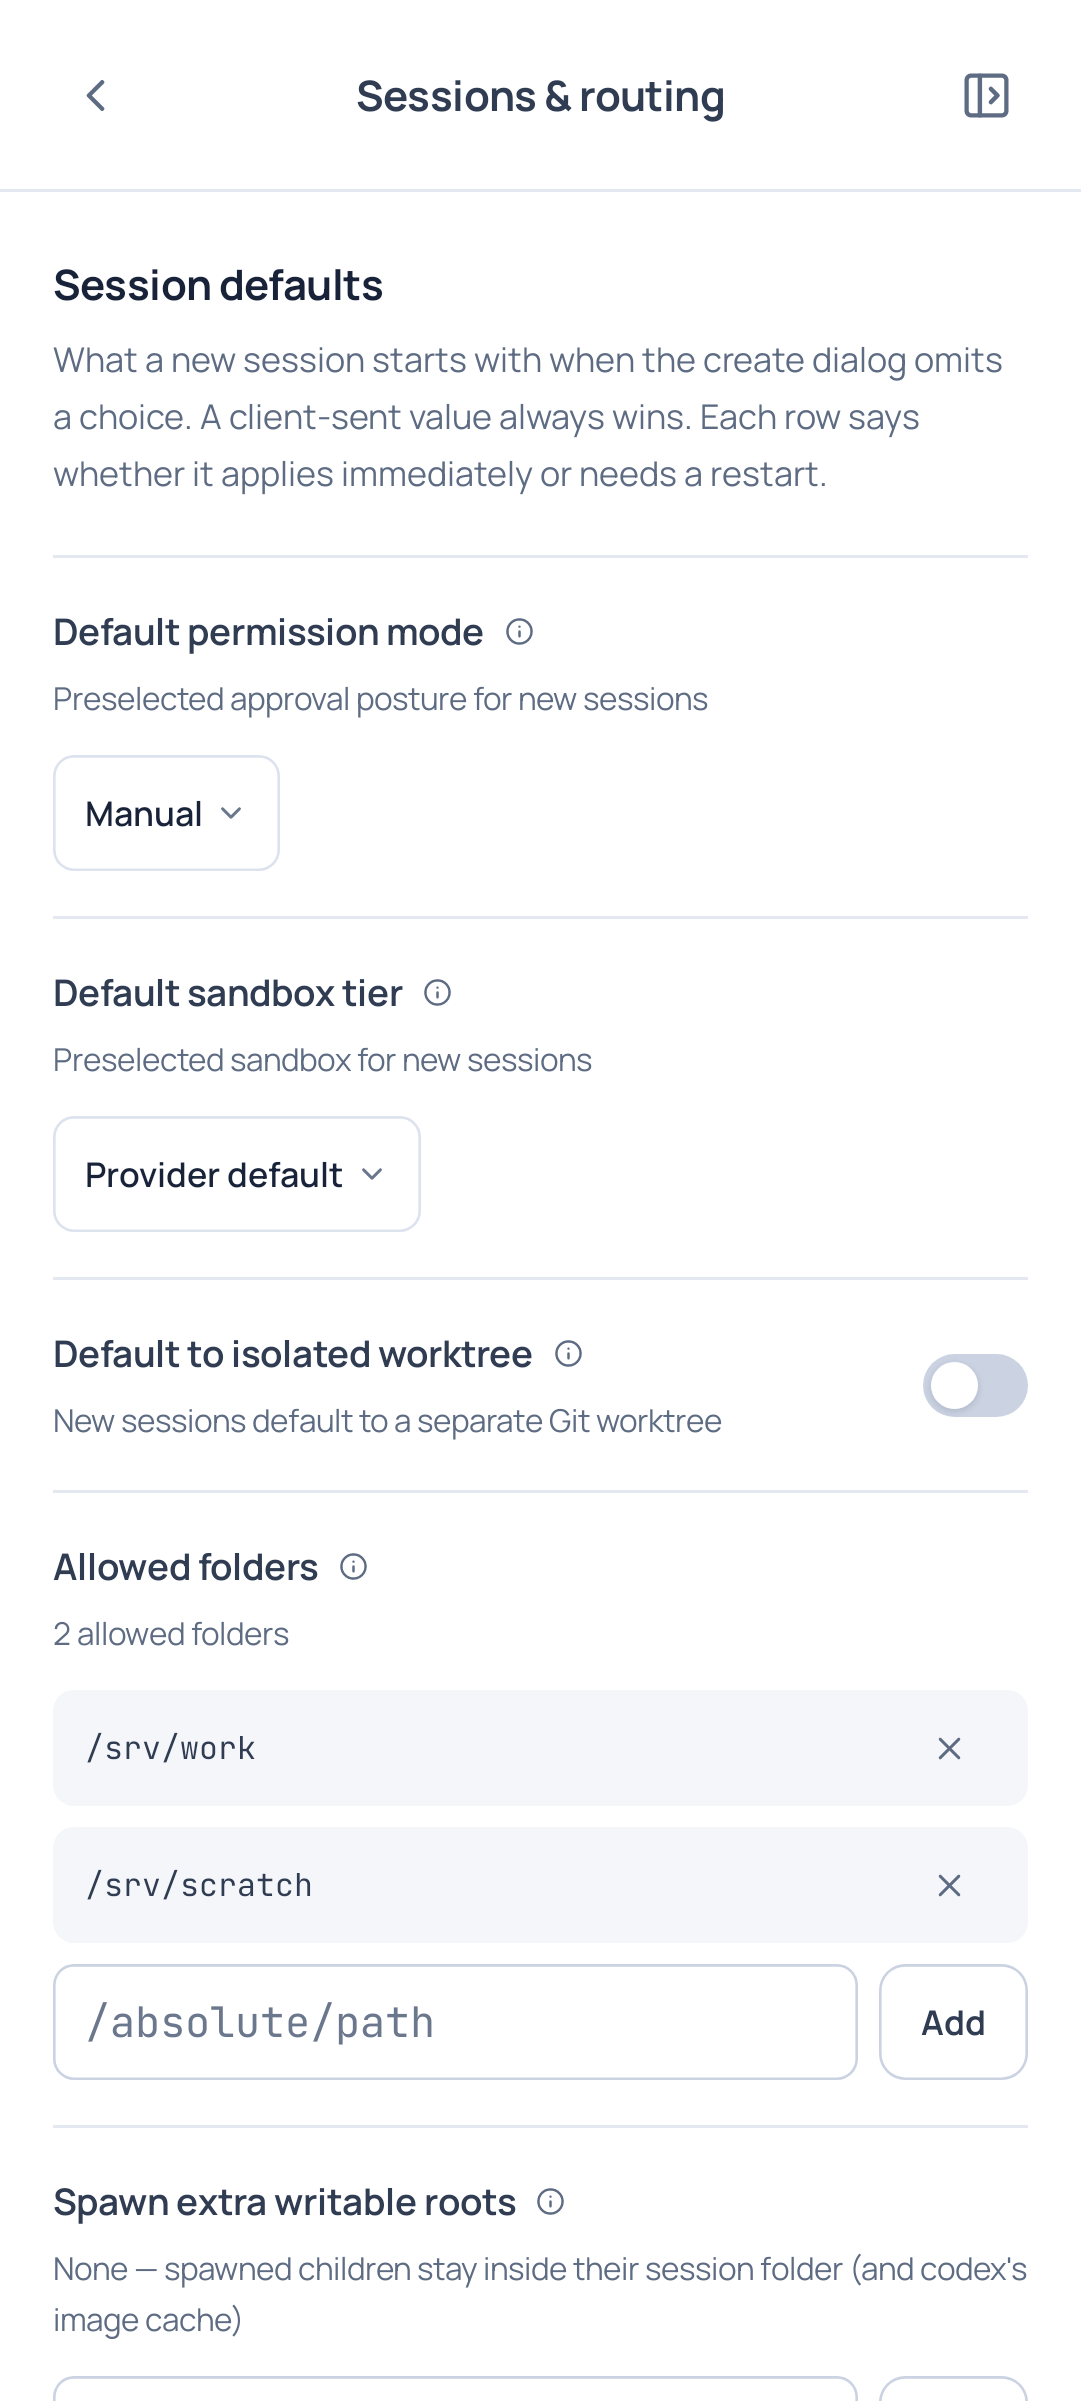 Sessions & routing
Session defaults
What a new session starts with when the create dialog omits
a choice. A client-sent value always wins. Each row says
whether it applies immediately or needs a restart.
Default permission mode
Preselected approval posture for new sessions
Manual
Default sandbox tier
Preselected sandbox for new sessions
Provider default
Default to isolated worktree
New sessions default to a separate Git worktree
Allowed folders
2 allowed folders
/srv/work
/srv/scratch
/absolute/path
Add
Spawn extra writable roots
None — spawned children stay inside their session folder (and codex's
image cache)